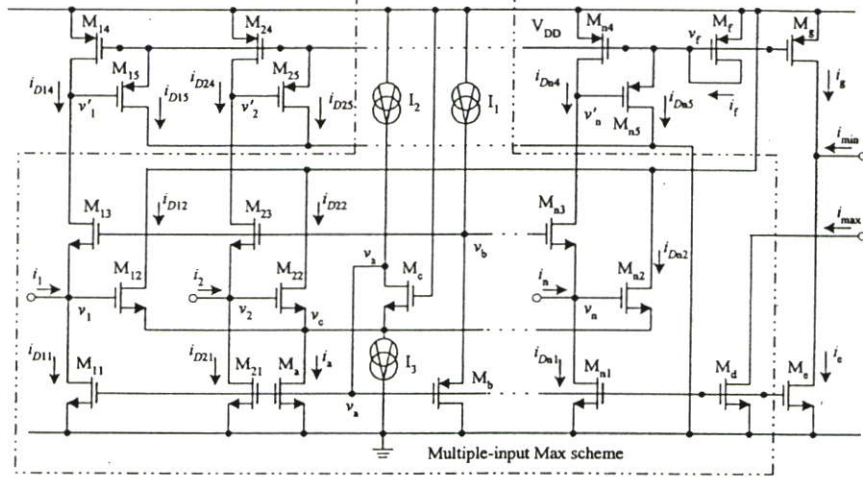 M14 M24 VDD Mn4 vf Mf Mg
M15 M25
iD14 iD15 iD24 iD25 I2 I1 iDn4 iDn5 if ig
v'1 v'2 v'n Mn5
imin
M13 iD12 M23 iD22 Mn3 imax
va vb iDn2
i1 M12 i2 M22 Mc in Mn2
v1 v2 vc vn
iD11 iD21 ia I3 iDn1 ie
M11 M21 Ma Mb Mn1 Md Me
va
Multiple-input Max scheme